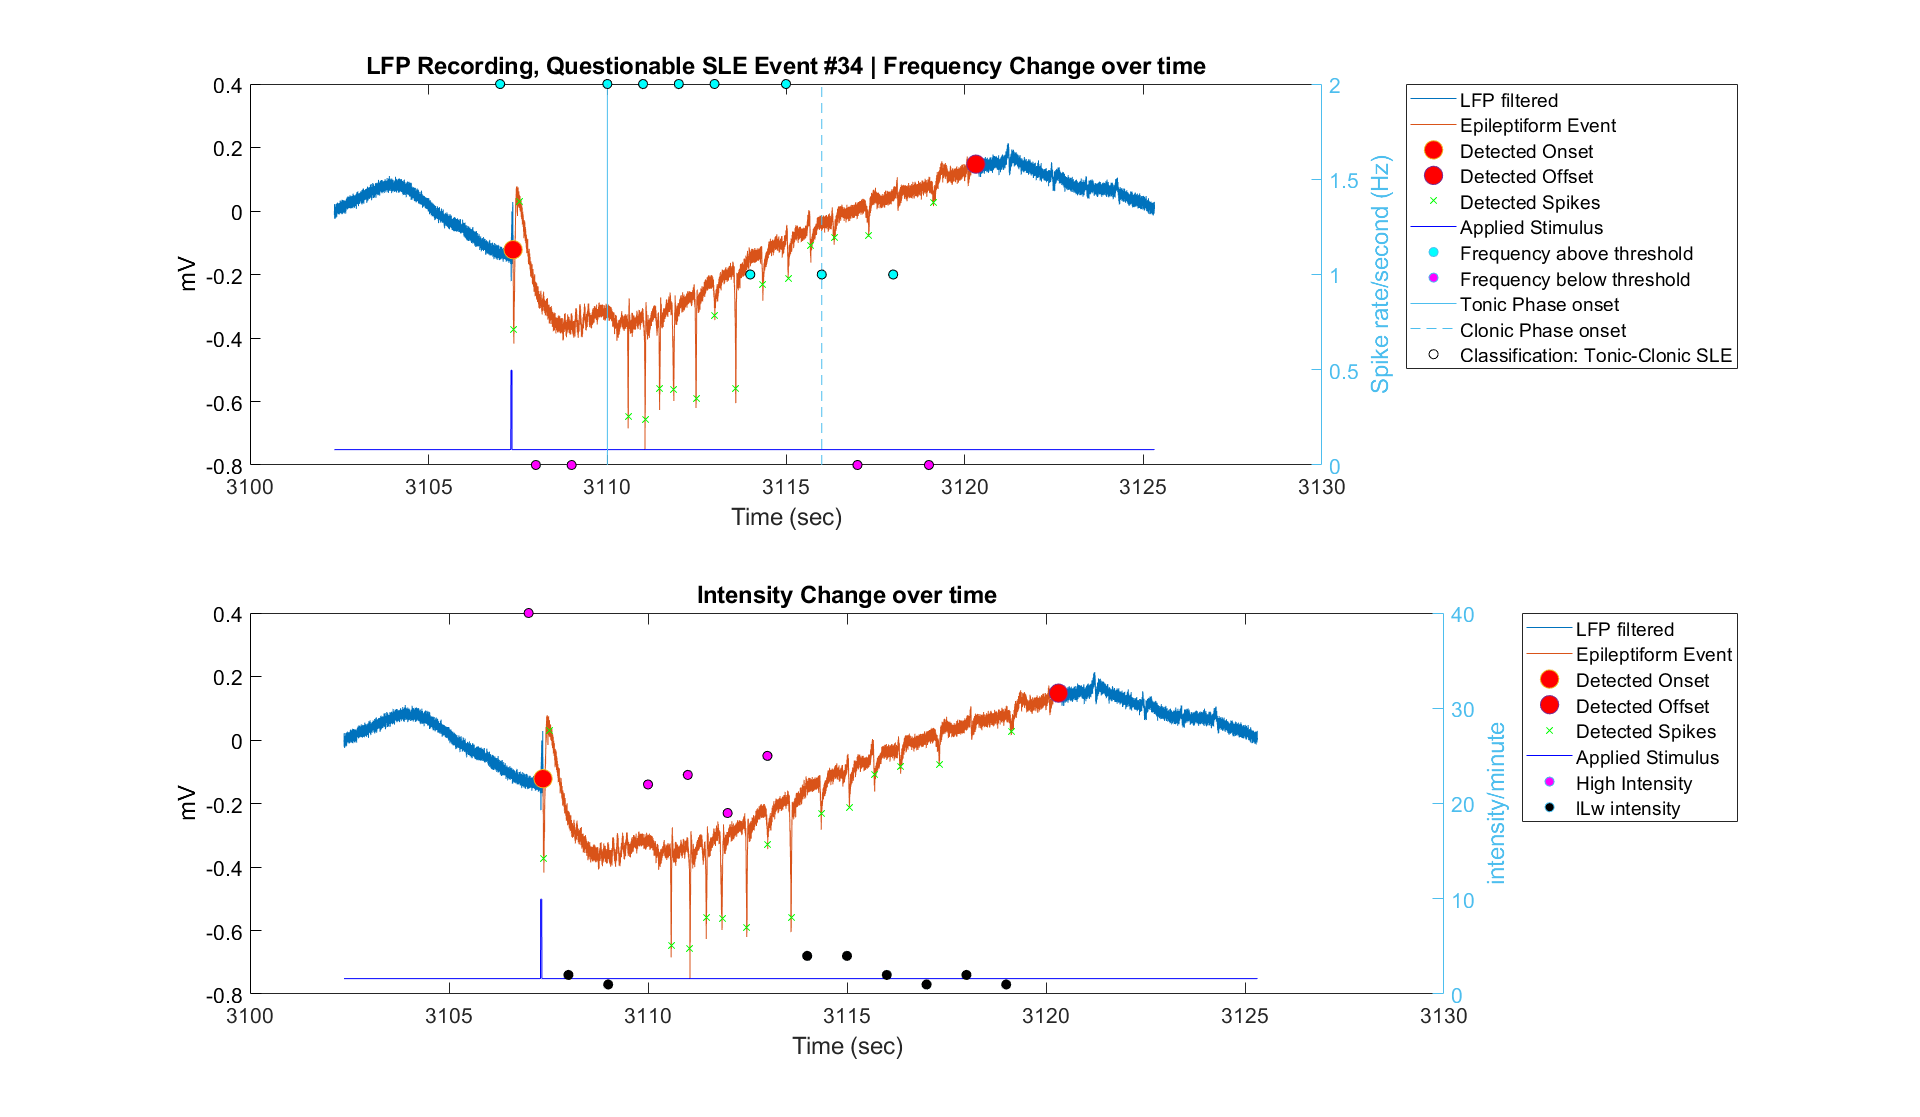 LFP Recording, Questionable SLE Event #34 | Frequency Change over time
0.4
0.2
0
-0.2
-0.4
-0.6
-0.8
mV
3100
3105
3110
3115
3120
3125
3130
Time (sec)
2
1.5
1
0.5
0
Spike rate/second (Hz)
LFP filtered
Epileptiform Event
Detected Onset
Detected Offset
Detected Spikes
Applied Stimulus
Frequency above threshold
Frequency below threshold
Tonic Phase onset
Clonic Phase onset
Classification: Tonic-Clonic SLE
Intensity Change over time
0.4
0.2
0
-0.2
-0.4
-0.6
-0.8
mV
3100
3105
3110
3115
3120
3125
3130
Time (sec)
40
30
20
10
0
intensity/minute
LFP filtered
Epileptiform Event
Detected Onset
Detected Offset
Detected Spikes
Applied Stimulus
High Intensity
lLw intensity